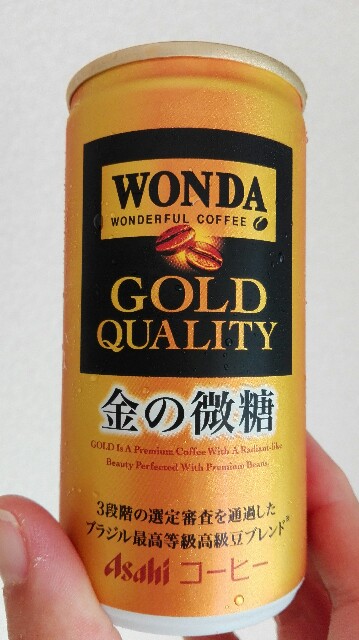 WONDA
WONDERFUL COFFEE
GOLD
QUALITY
金の微糖
GOLD Is A Premium Coffee With A Radiant-like
Beauty Perfected With Premium Beans.
3段階の選定審査を通過した
ブラジル最高等級高級豆ブレンド※
Asahi コーヒー